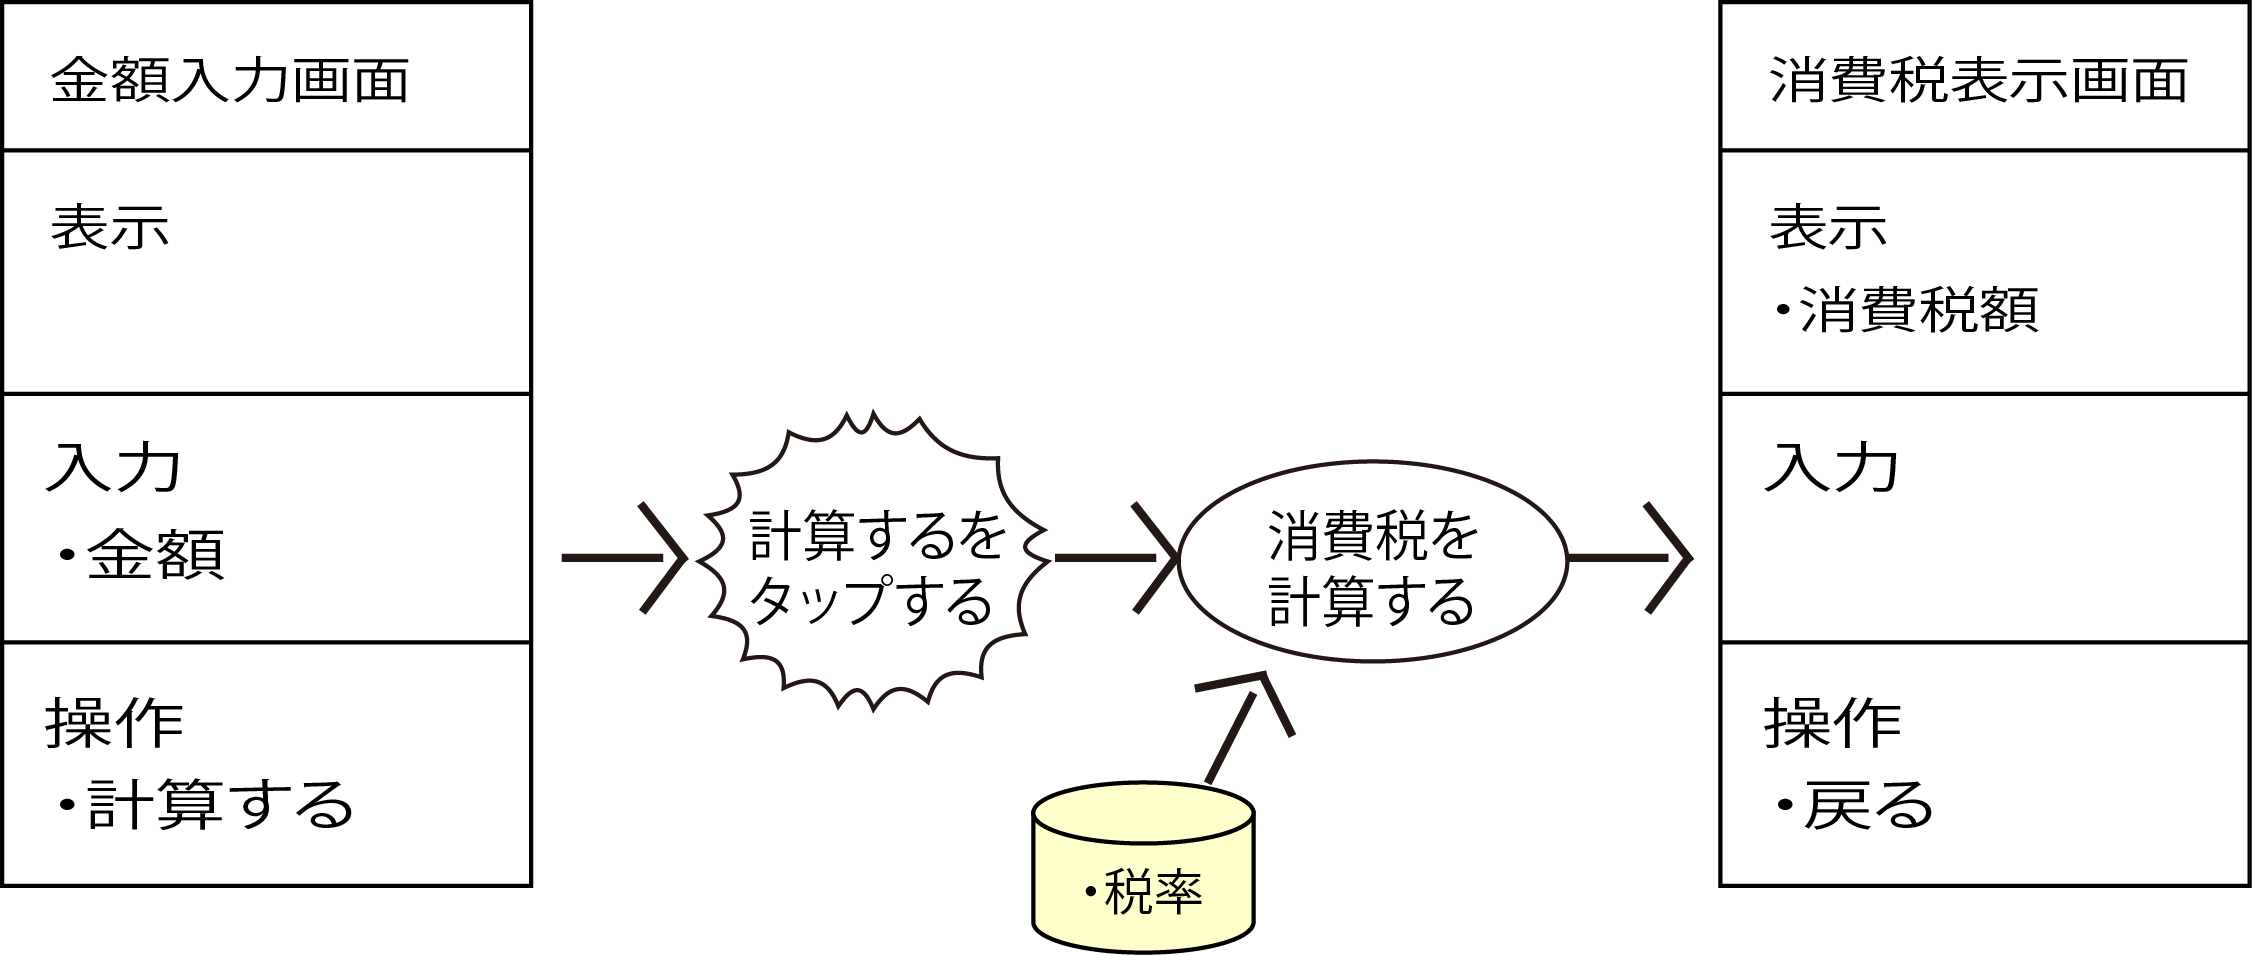 金額入力画面
表示
入力
・金額
操作
・計算する
計算するを
タップする
消費税を
計算する
・税率
消費税表示画面
表示
・消費税額
入力
操作
・戻る